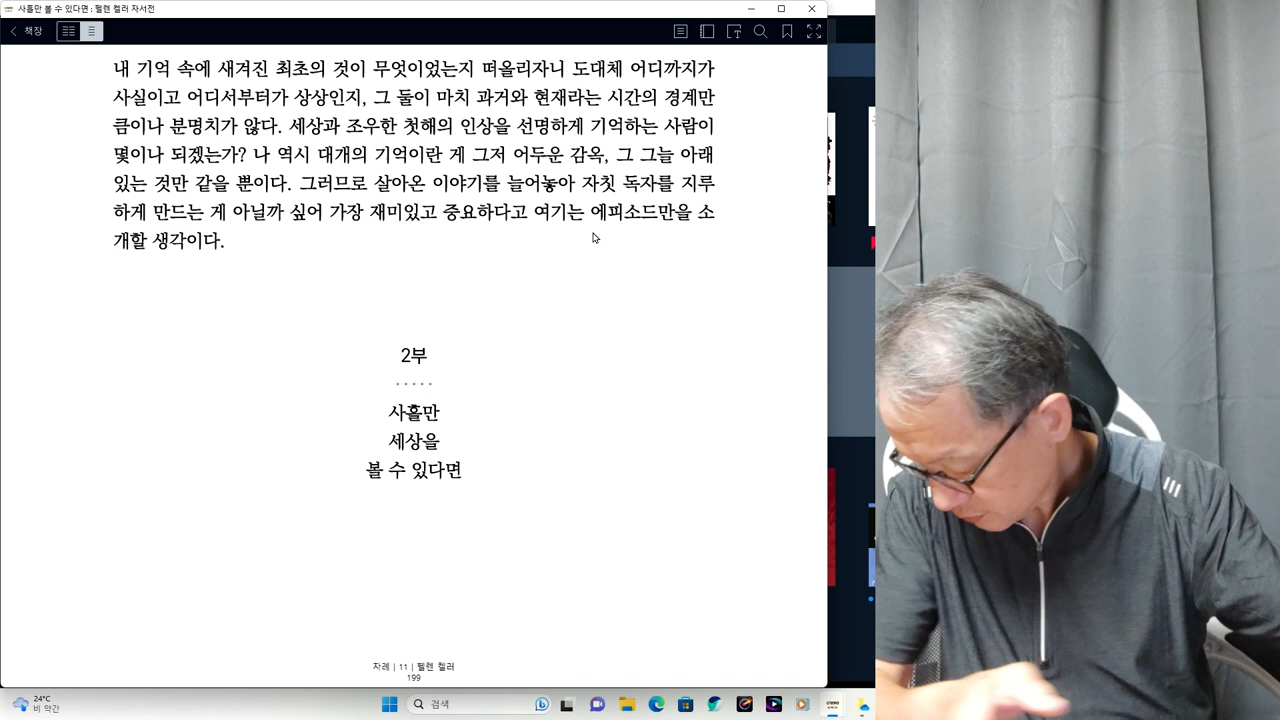 사흘만 볼 수 있다면 : 헬렌 켈러 자서전
책장
내 기억 속에 새겨진 최초의 것이 무엇이었는지 떠올리자니 도대체 어디까지가
사실이고 어디서부터가 상상인지, 그 둘이 마치 과거와 현재라는 시간의 경계만
큼이나 분명치가 않다. 세상과 조우한 첫해의 인상을 선명하게 기억하는 사람이
몇이나 되겠는가? 나 역시 대개의 기억이란 게 그저 어두운 감옥, 그 그늘 아래
있는 것만 같을 뿐이다. 그러므로 살아온 이야기를 늘어놓아 자칫 독자를 지루
하게 만드는 게 아닐까 싶어 가장 재미있고 중요하다고 여기는 에피소드만을 소
개할 생각이다.
2부
사흘만
세상을
볼 수 있다면
차례 | 11 | 헬렌 켈러
199
24°C
비 약간
검색